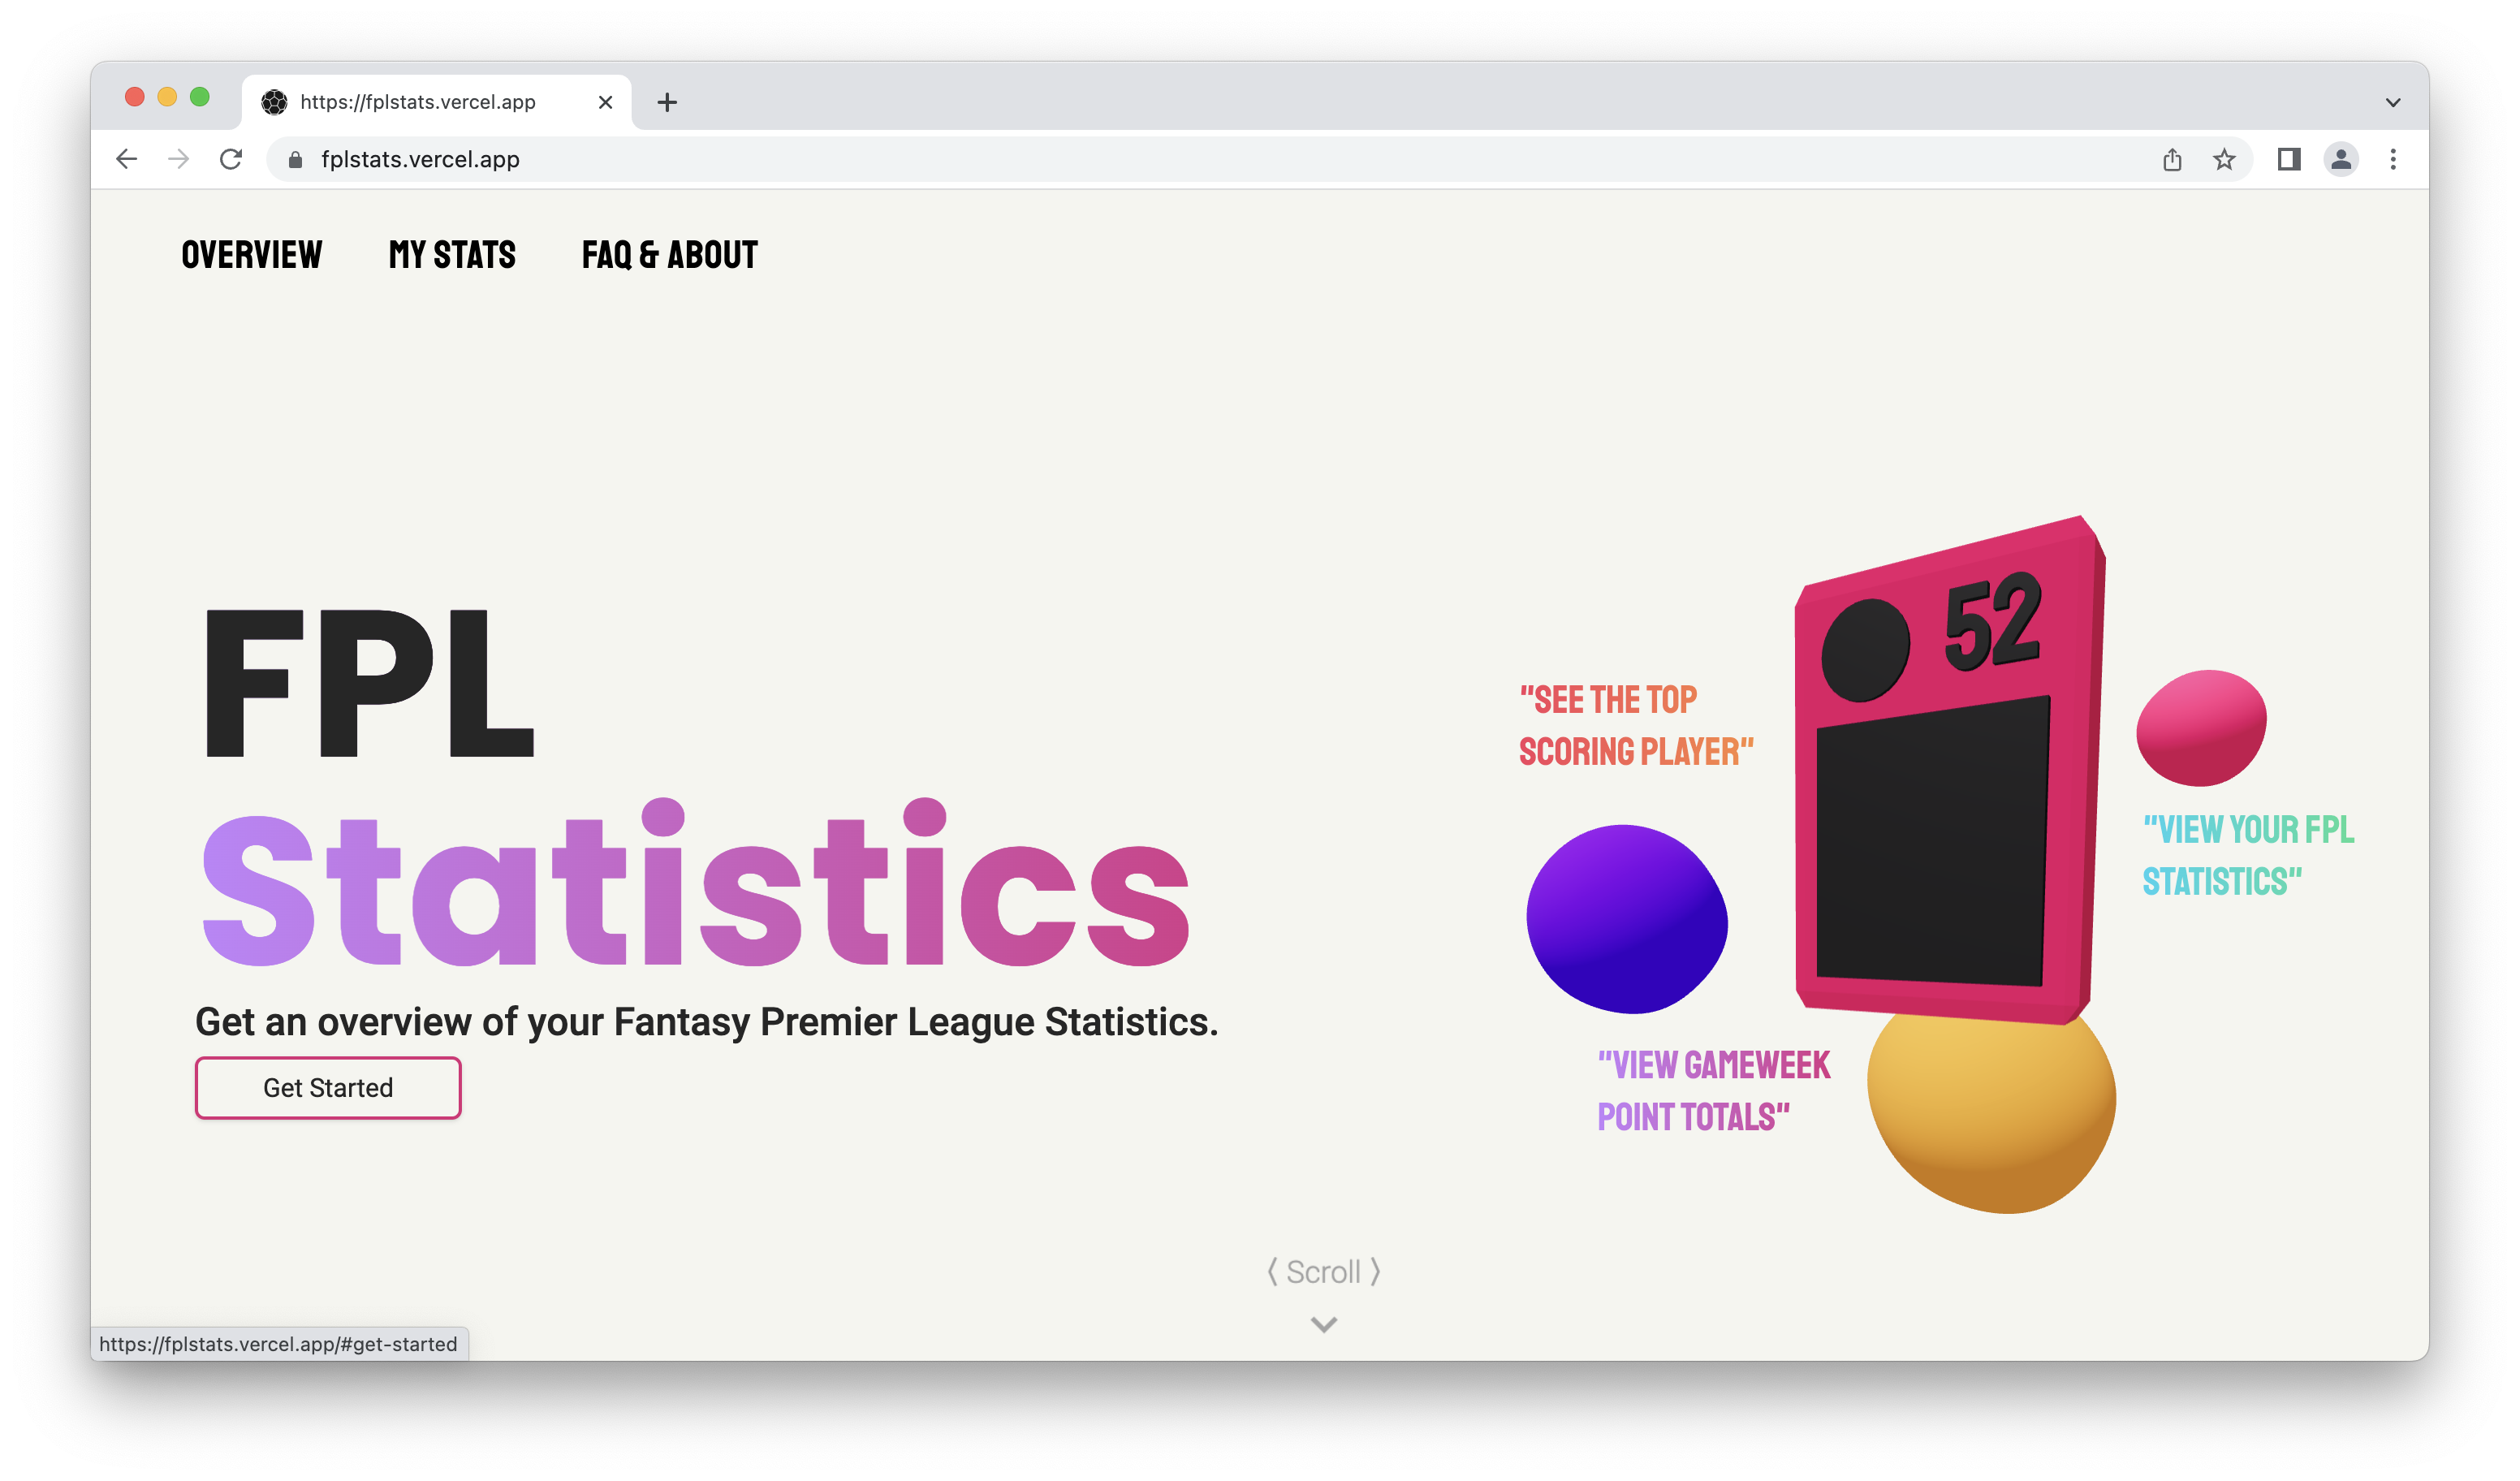 https://fplstats.vercel.app
fplstats.vercel.app
OVERVIEW MY STATS FAQ & ABOUT
FPL
Statistics
Get an overview of your Fantasy Premier League Statistics.
Get Started
52
"SEE THE TOP
SCORING PLAYER"
"VIEW YOUR FPL
STATISTICS"
"VIEW GAMEWEEK
POINT TOTALS"
⟨ Scroll ⟩
https://fplstats.vercel.app/#get-started